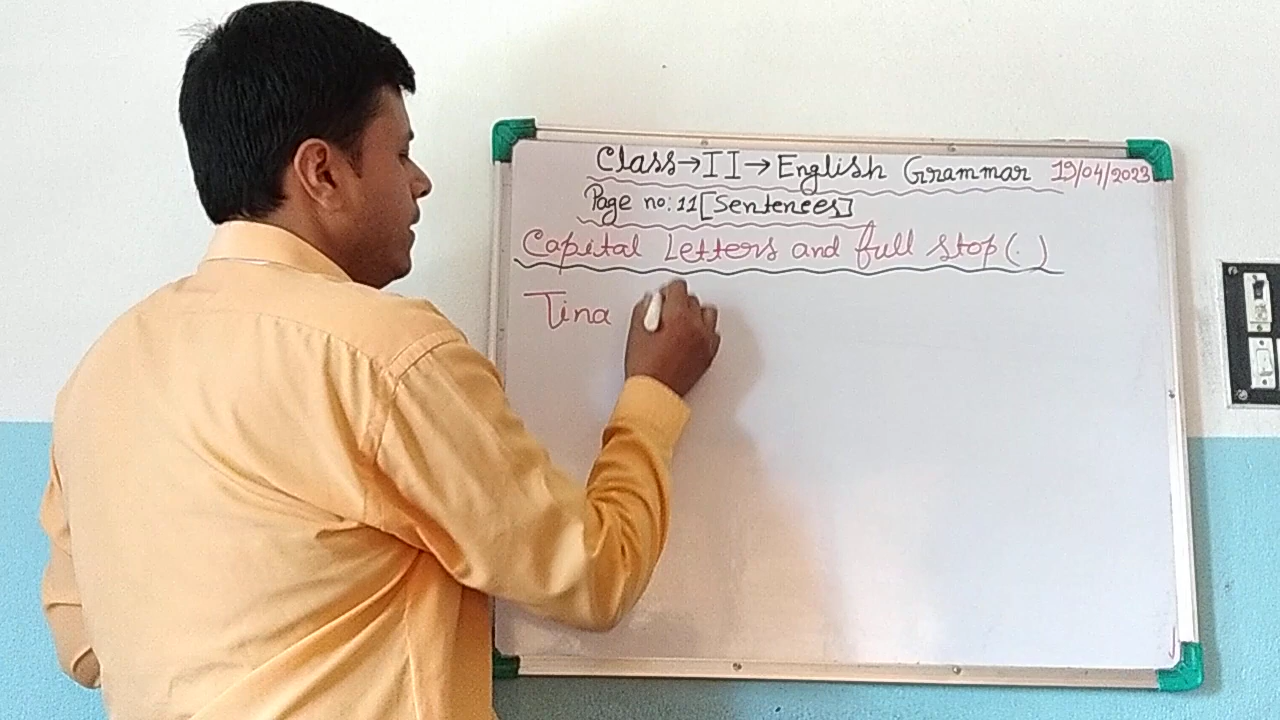 Class→II→English Grammar 19/04/2023
Page no:11[Sentences]
Capital Letters and full stop(.)
Tina